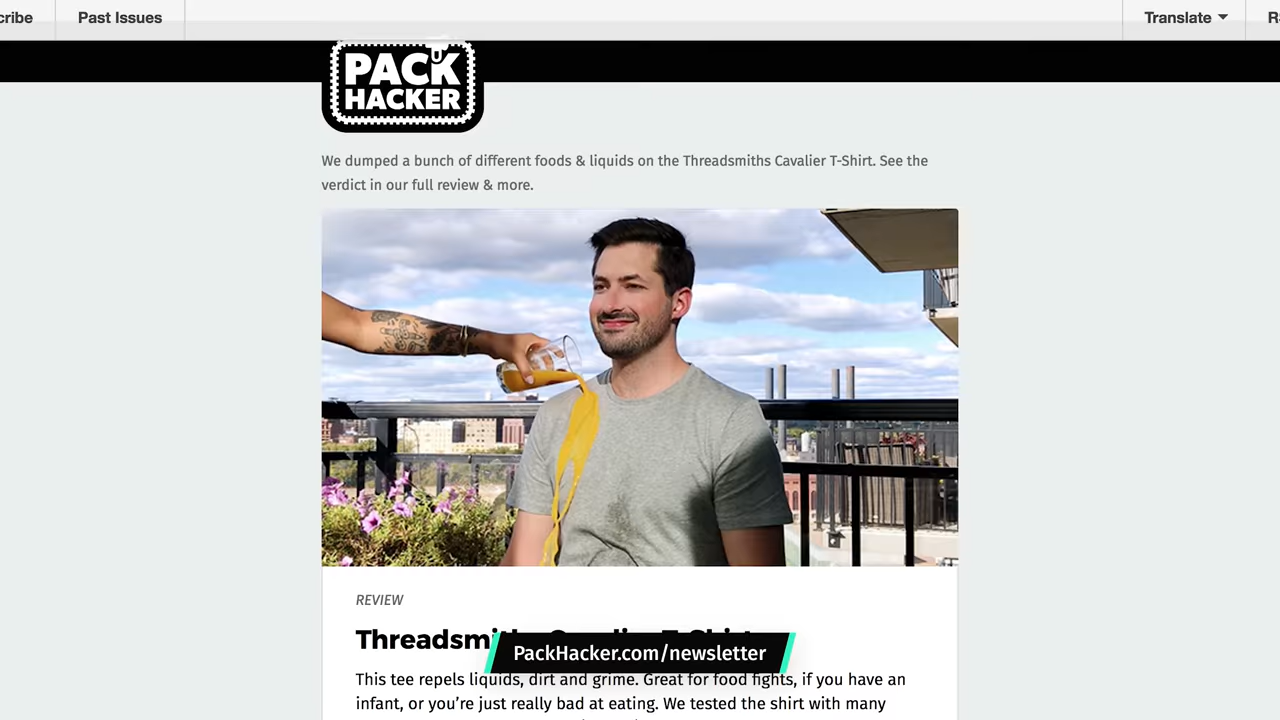 Past Issues
Translate
PACK
HACKER
We dumped a bunch of different foods & liquids on the Threadsmiths Cavalier T-Shirt. See the
verdict in our full review & more.
REVIEW
PackHacker.com/newsletter
This tee repels liquids, dirt and grime. Great for food fights, if you have an
infant, or you’re just really bad at eating. We tested the shirt with many